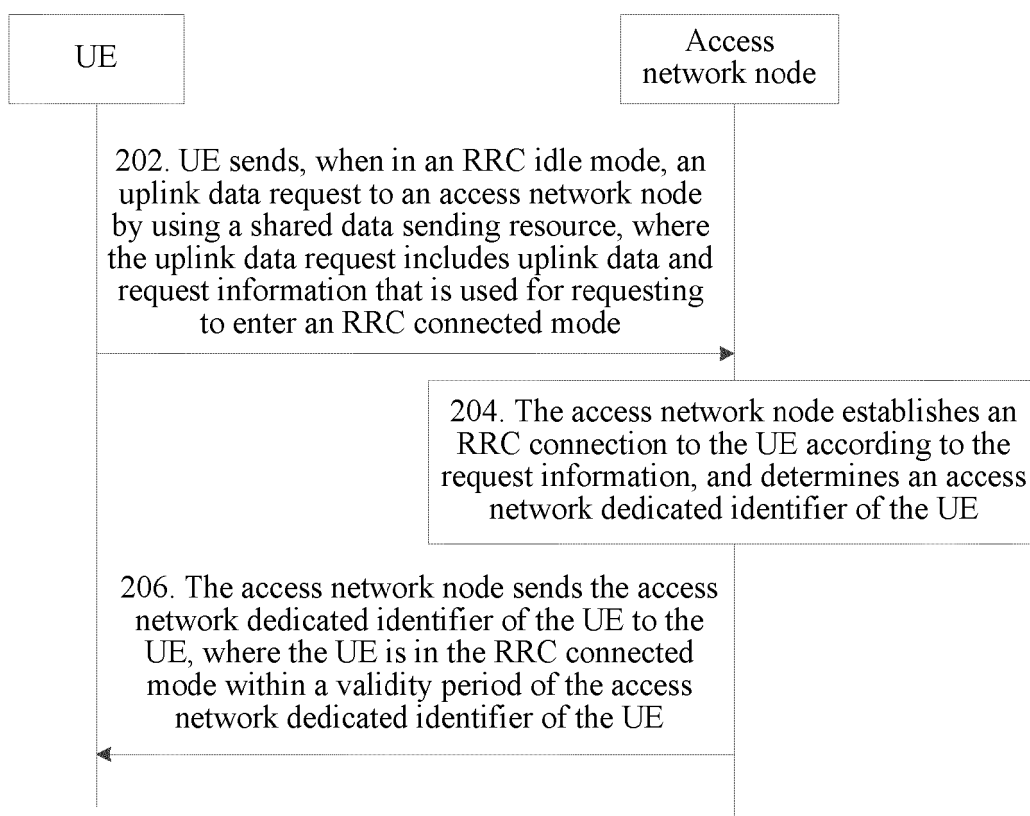 UE
Access
network node
202. UE sends, when in an RRC idle mode, an
uplink data request to an access network node
by using a shared data sending resource, where
the uplink data request includes uplink data and
request information that is used for requesting
to enter an RRC connected mode
204. The access network node establishes an
RRC connection to the UE according to the
request information, and determines an access
network dedicated identifier of the UE
206. The access network node sends the access
network dedicated identifier of the UE to the
UE, where the UE is in the RRC connected
mode within a validity period of the access
network dedicated identifier of the UE